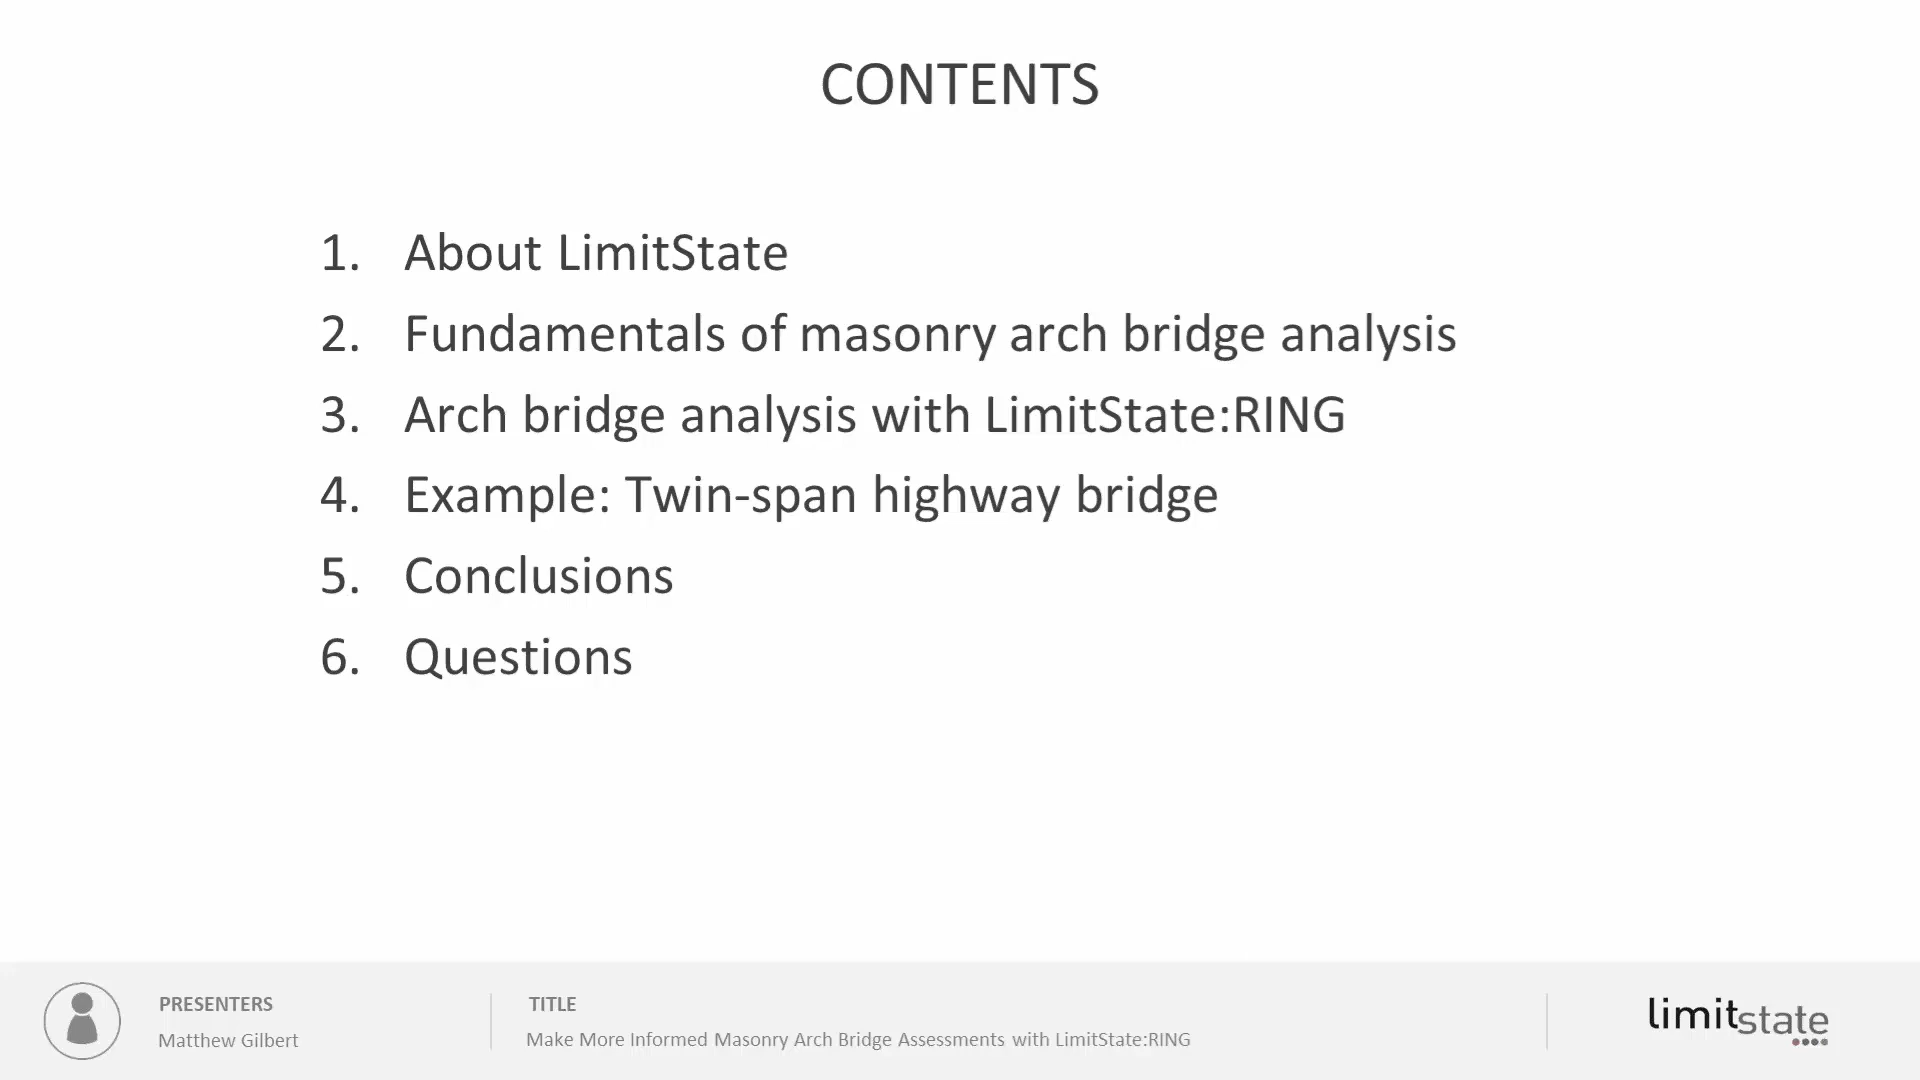 CONTENTS
1. About LimitState
2. Fundamentals of masonry arch bridge analysis
3. Arch bridge analysis with LimitState:RING
4. Example: Twin-span highway bridge
5. Conclusions
6. Questions
PRESENTERS
Matthew Gilbert
TITLE
Make More Informed Masonry Arch Bridge Assessments with LimitState:RING
limitstate